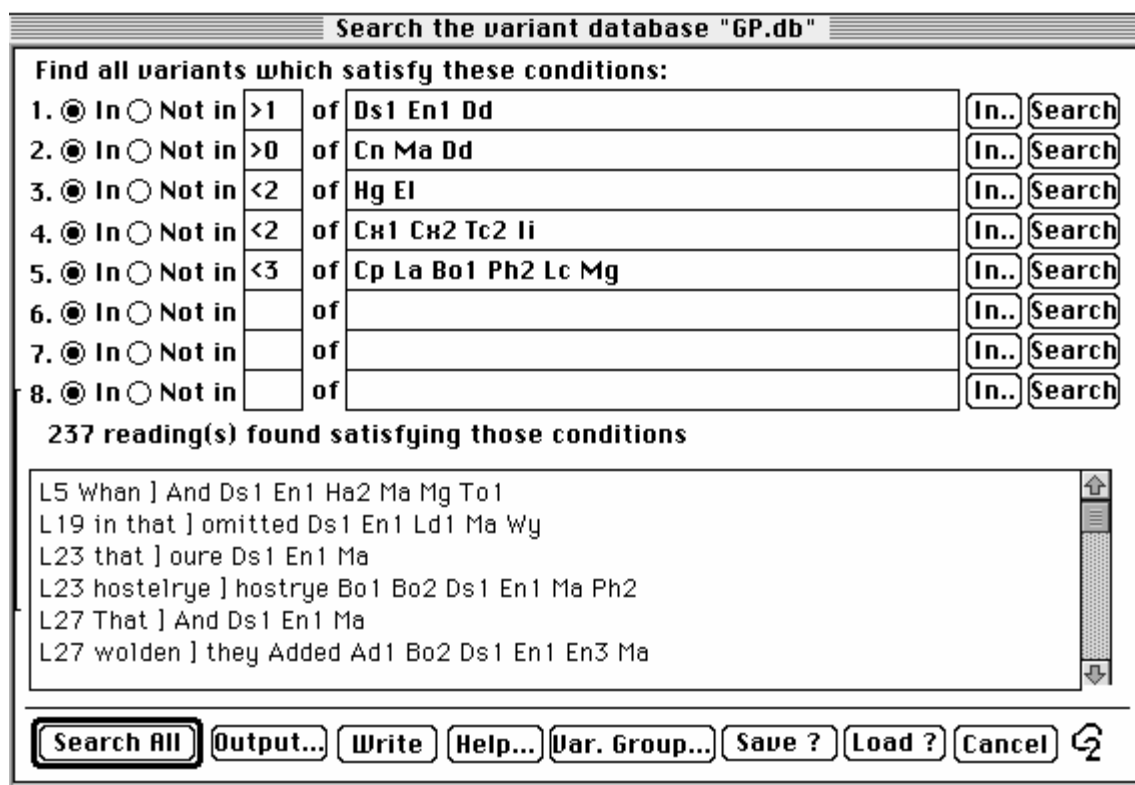 Search the variant database "GP.db"
Find all variants which satisfy these conditions:
1. In Not in >1 of Ds1 En1 Dd In.. Search
2. In Not in >0 of Cn Ma Dd In.. Search
3. In Not in <2 of Hg El In.. Search
4. In Not in <2 of Cx1 Cx2 Tc2 Ii In.. Search
5. In Not in <3 of Cp La Bo1 Ph2 Lc Mg In.. Search
6. In Not in of In.. Search
7. In Not in of In.. Search
8. In Not in of In.. Search
237 reading(s) found satisfying those conditions
L5 Whan ] And Ds1 En1 Ha2 Ma Mg To1
L19 in that ] omitted Ds1 En1 Ld1 Ma Wy
L23 that ] oure Ds1 En1 Ma
L23 hostelrye ] hostrye Bo1 Bo2 Ds1 En1 Ma Ph2
L27 That ] And Ds1 En1 Ma
L27 wolden ] they Added Ad1 Bo2 Ds1 En1 En3 Ma
Search All Output... Write Help... Var. Group... Save ? Load ? Cancel